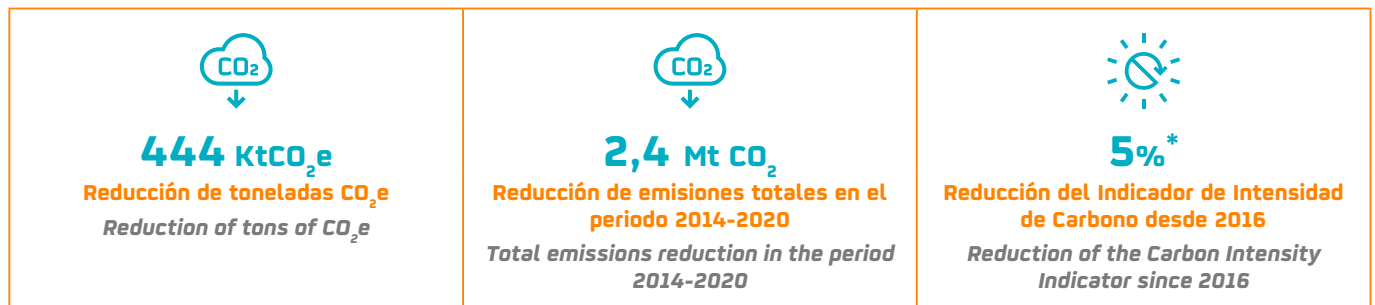 CO₂
444 KtCO₂e
Reducción de toneladas CO₂e
Reduction of tons of CO₂e
CO₂
2,4 Mt CO₂
Reducción de emisiones totales en el
periodo 2014-2020
Total emissions reduction in the period
2014-2020
5%*
Reducción del Indicador de Intensidad
de Carbono desde 2016
Reduction of the Carbon Intensity
Indicator since 2016